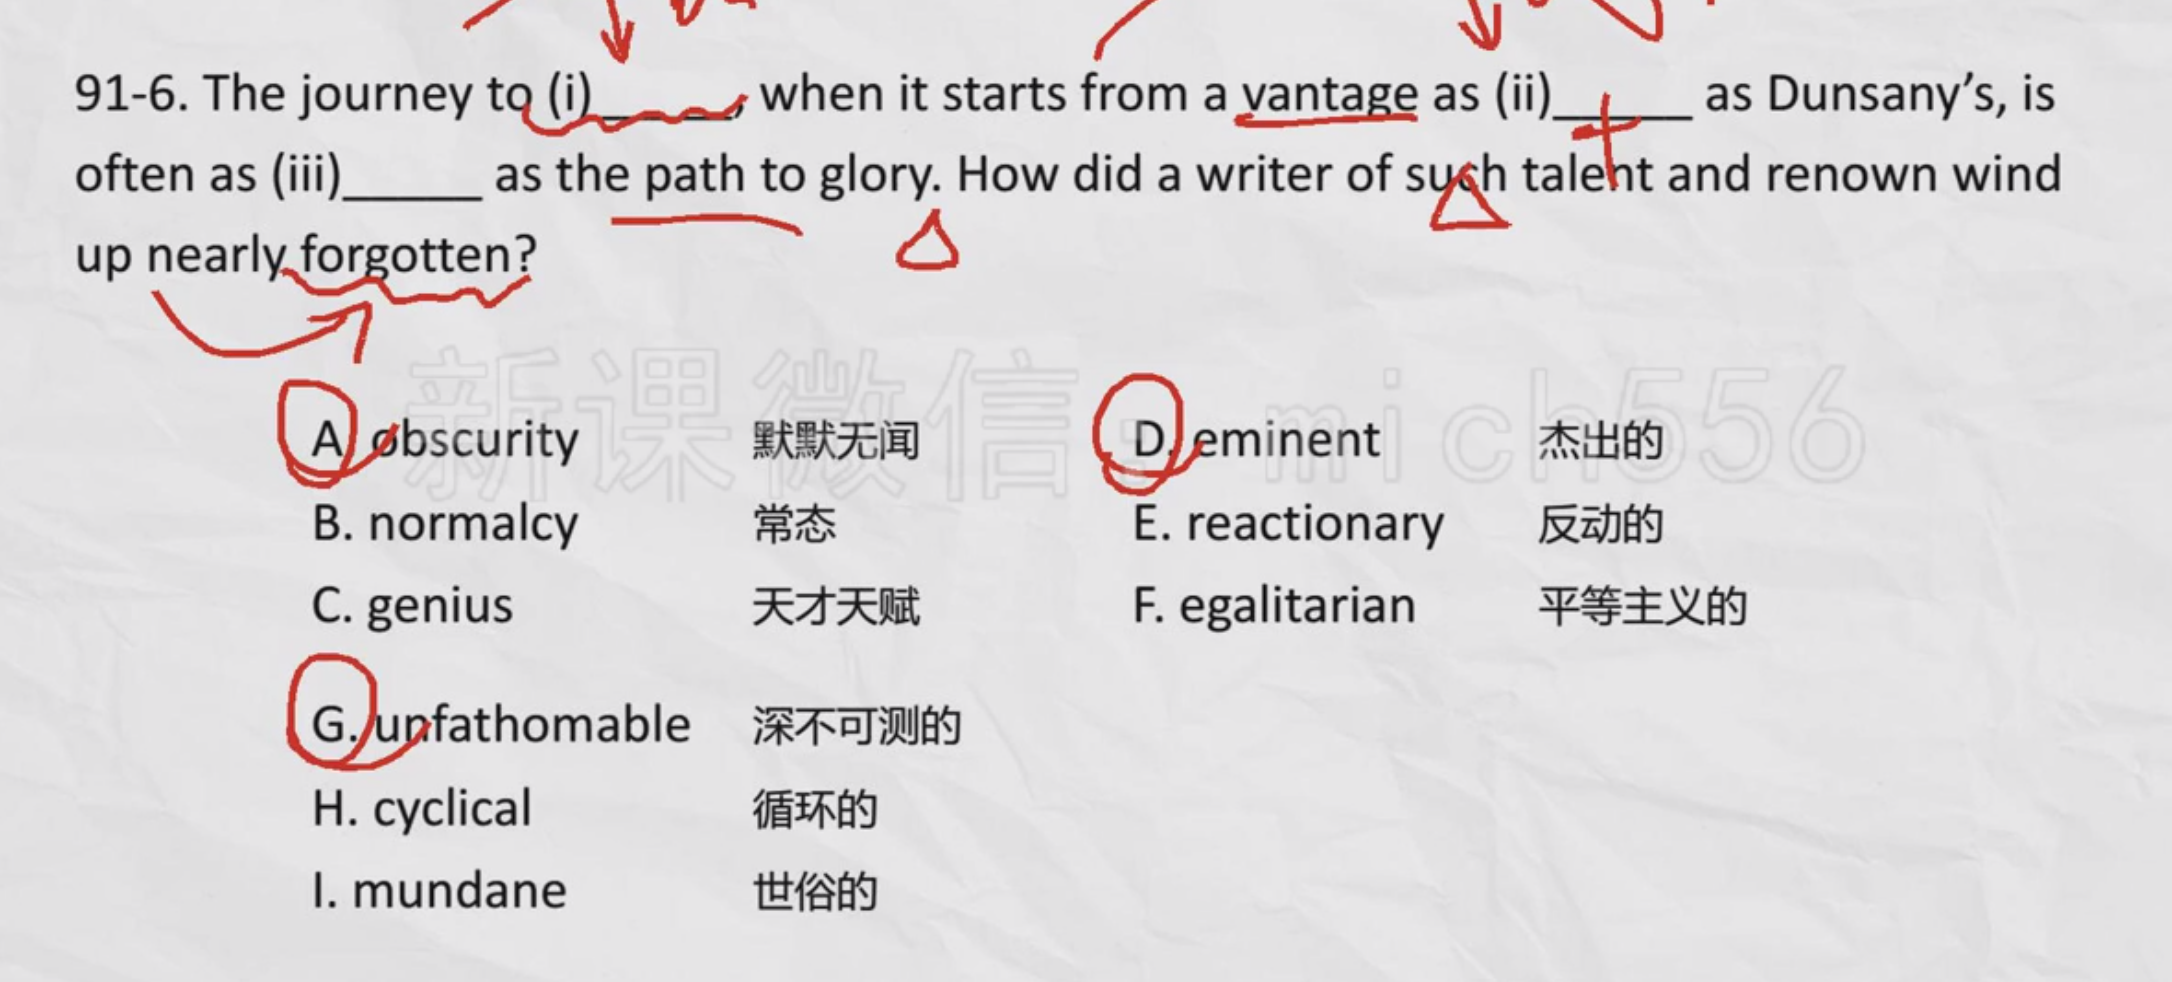 91-6. The journey to (i)_____, when it starts from a vantage as (ii)_____ as Dunsany’s, is
often as (iii)_____ as the path to glory. How did a writer of such talent and renown wind
up nearly forgotten?
新课微信：mich556
A. obscurity 默默无闻
D. eminent 杰出的
B. normalcy 常态
E. reactionary 反动的
C. genius 天才天赋
F. egalitarian 平等主义的
G. unfathomable 深不可测的
H. cyclical 循环的
I. mundane 世俗的